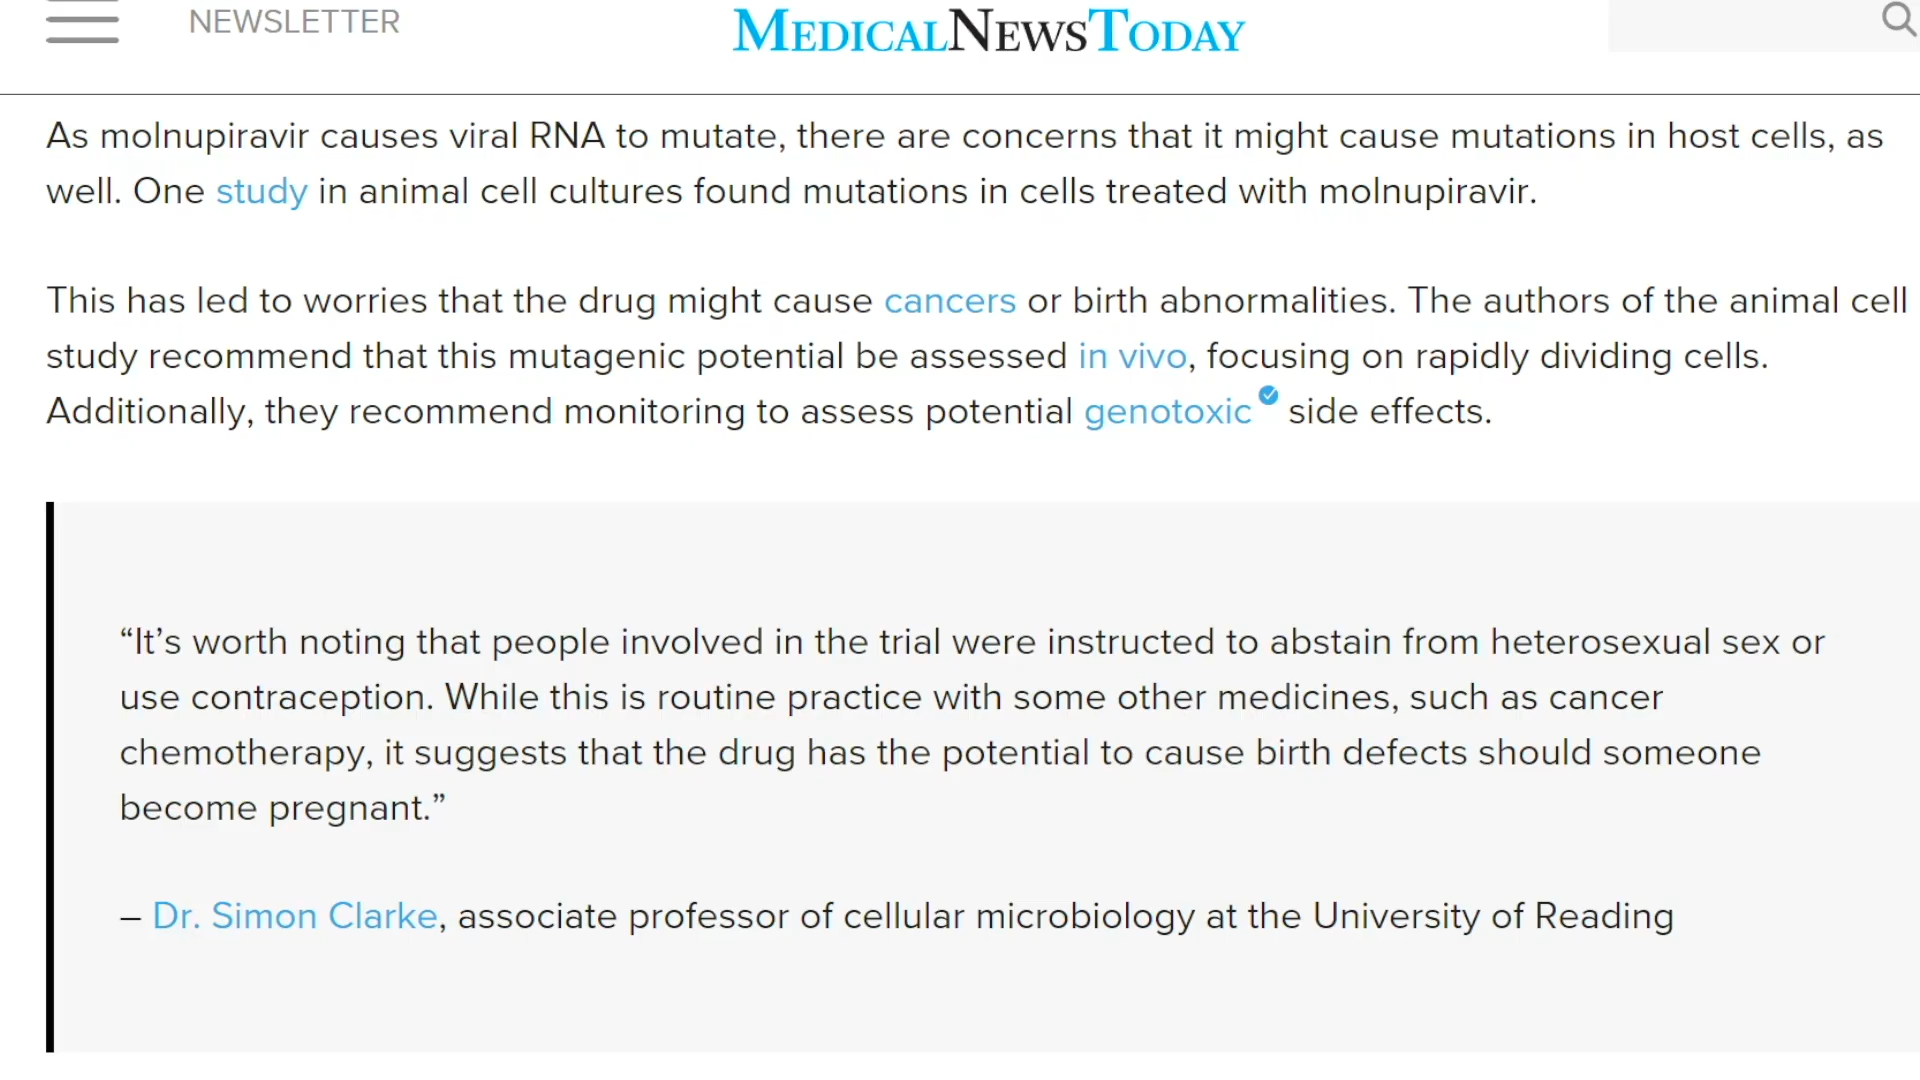 NEWSLETTER
MEDICALNEWSTODAY
As molnupiravir causes viral RNA to mutate, there are concerns that it might cause mutations in host cells, as
well. One study in animal cell cultures found mutations in cells treated with molnupiravir.
This has led to worries that the drug might cause cancers or birth abnormalities. The authors of the animal cell
study recommend that this mutagenic potential be assessed in vivo, focusing on rapidly dividing cells.
Additionally, they recommend monitoring to assess potential genotoxic side effects.
“It’s worth noting that people involved in the trial were instructed to abstain from heterosexual sex or
use contraception. While this is routine practice with some other medicines, such as cancer
chemotherapy, it suggests that the drug has the potential to cause birth defects should someone
become pregnant.”
– Dr. Simon Clarke, associate professor of cellular microbiology at the University of Reading